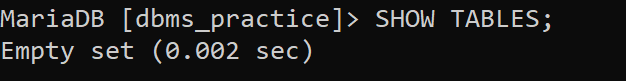 MariaDB [dbms_practice]> SHOW TABLES;
Empty set (0.002 sec)